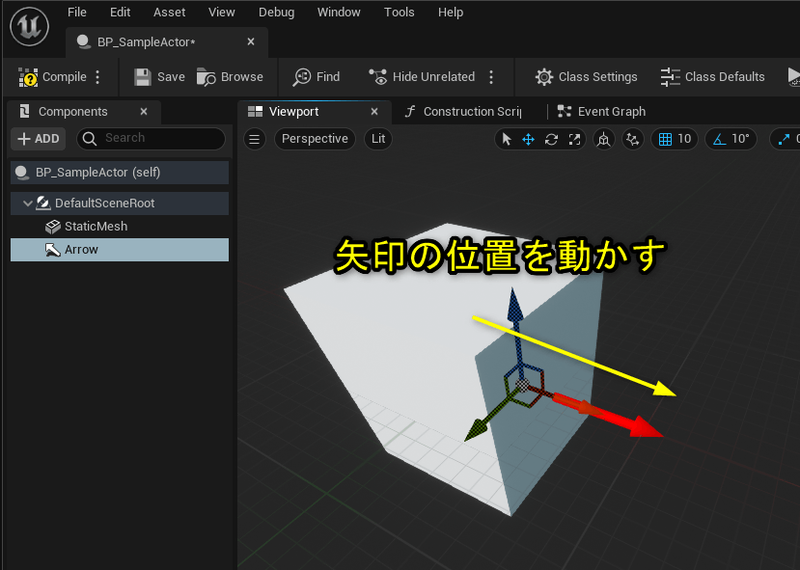 File Edit Asset View Debug Window Tools Help
BP_SampleActor*
Compile Save Browse Find Hide Unrelated Class Settings Class Defaults
Components Viewport Construction Scrip Event Graph
+ ADD Search Perspective Lit 10 10°
BP_SampleActor (self)
DefaultSceneRoot
StaticMesh
Arrow
矢印の位置を動かす